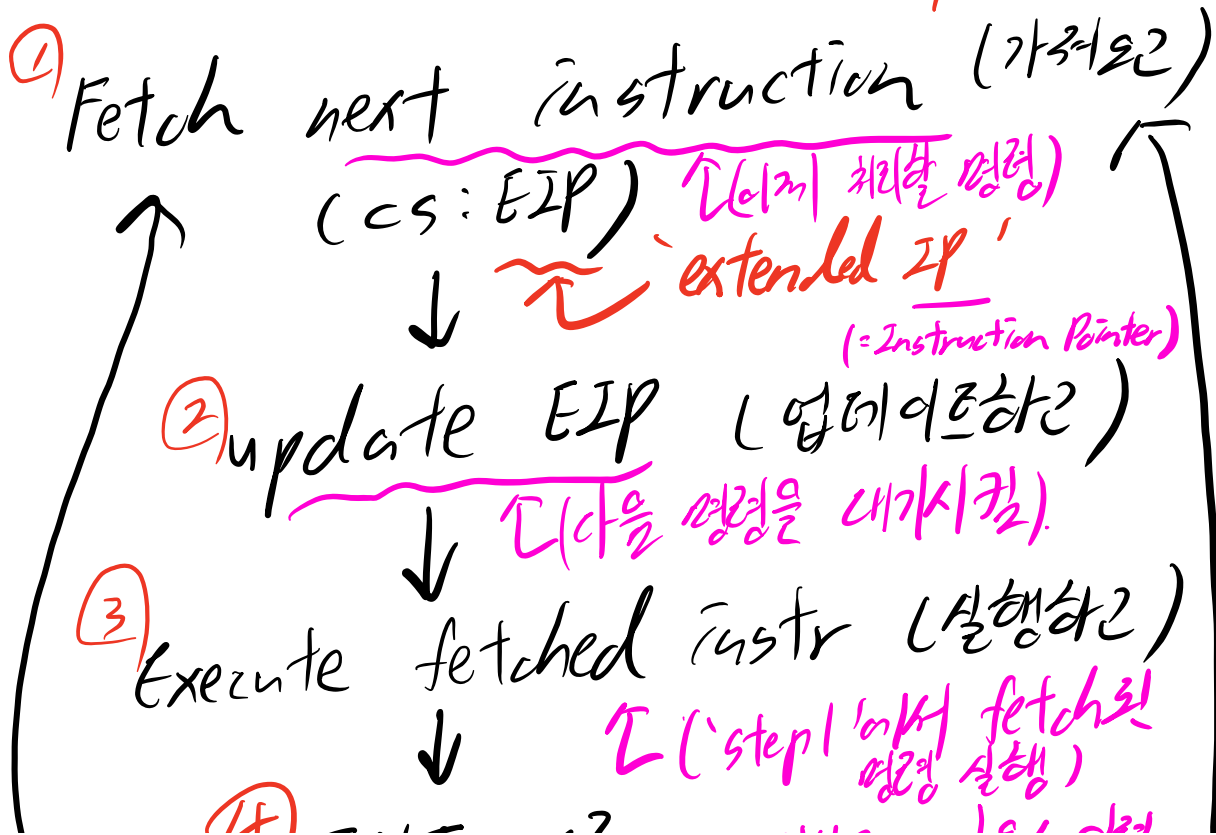 ① Fetch next instruction (가져오고)
(CS:EIP) ↑(이제 처리할 명령)
'extended IP'
(=Instruction Pointer)
② update EIP (업데이트하고)
↑(다음 명령을 대기시킴).
③ Execute fetched instr (실행하고)
↑('step1'에서 fetch된
명령 실행)
④